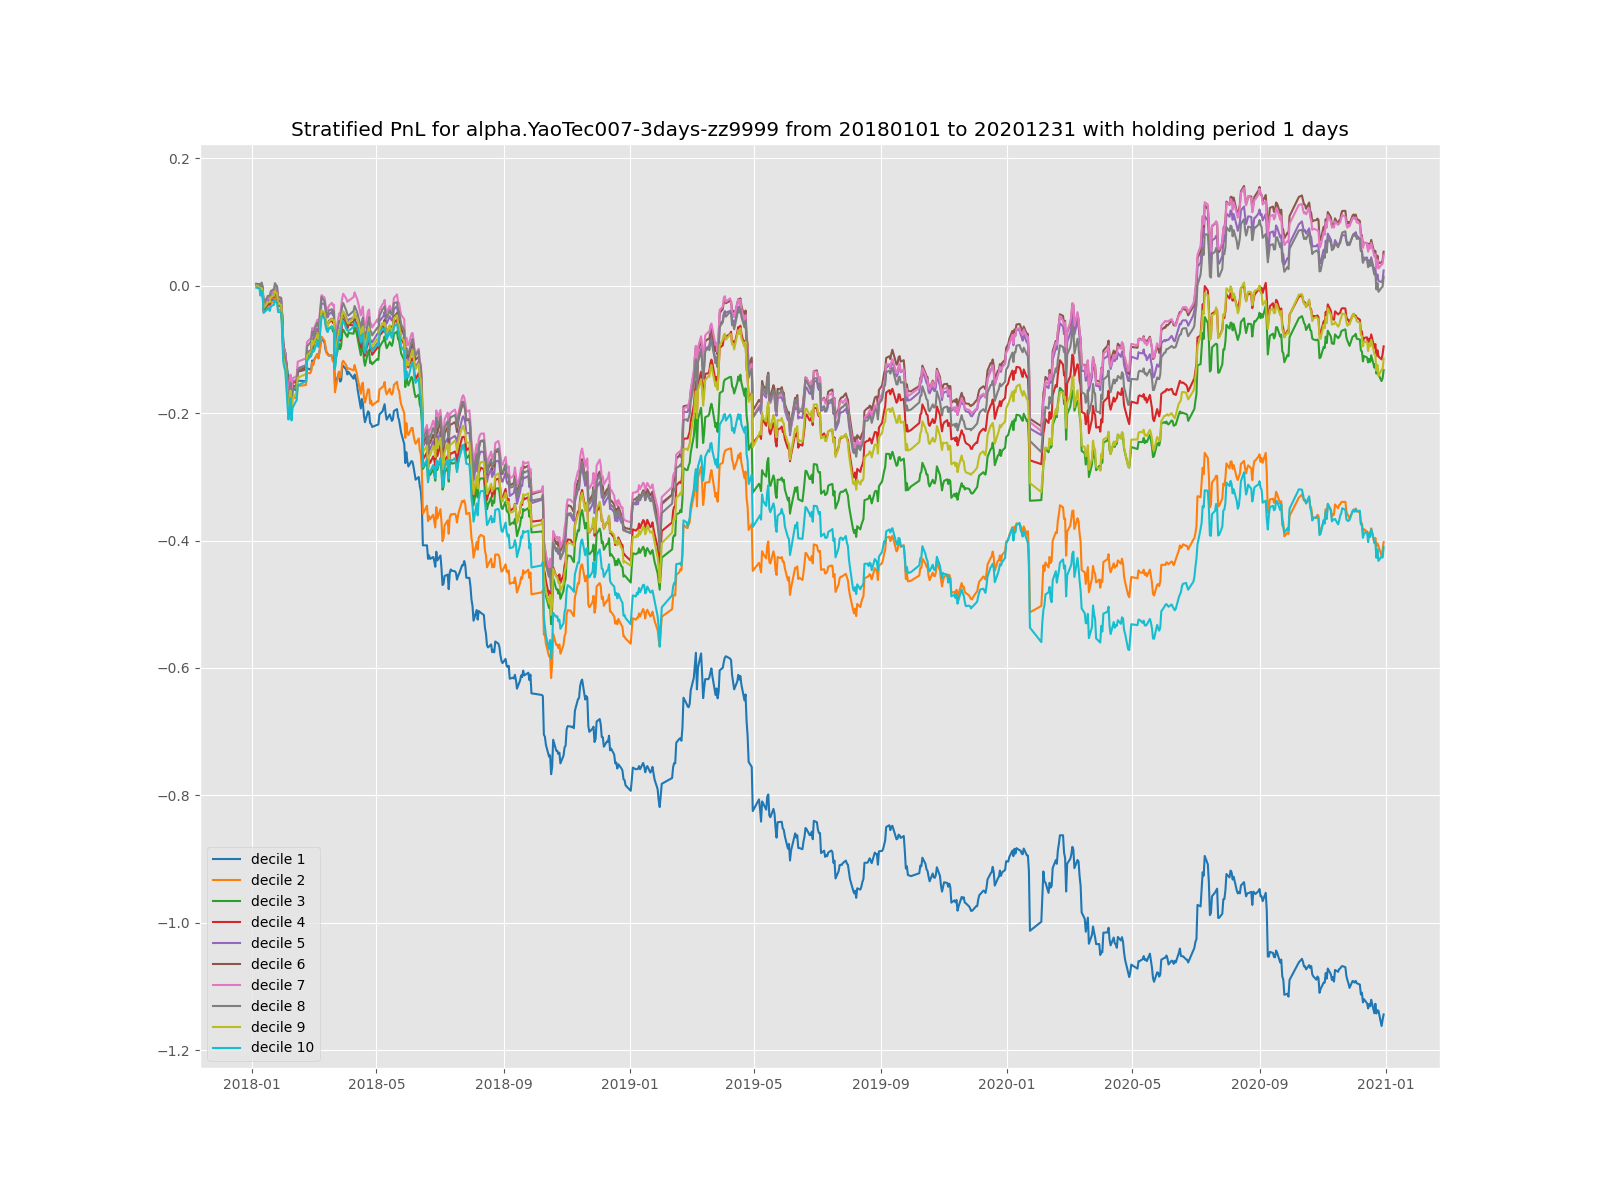 Stratified PnL for alpha.YaoTec007-3days-zz9999 from 20180101 to 20201231 with holding period 1 days
0.2
0.0
−0.2
−0.4
−0.6
−0.8
−1.0
−1.2
decile 1
decile 2
decile 3
decile 4
decile 5
decile 6
decile 7
decile 8
decile 9
decile 10
2018-01 2018-05 2018-09 2019-01 2019-05 2019-09 2020-01 2020-05 2020-09 2021-01